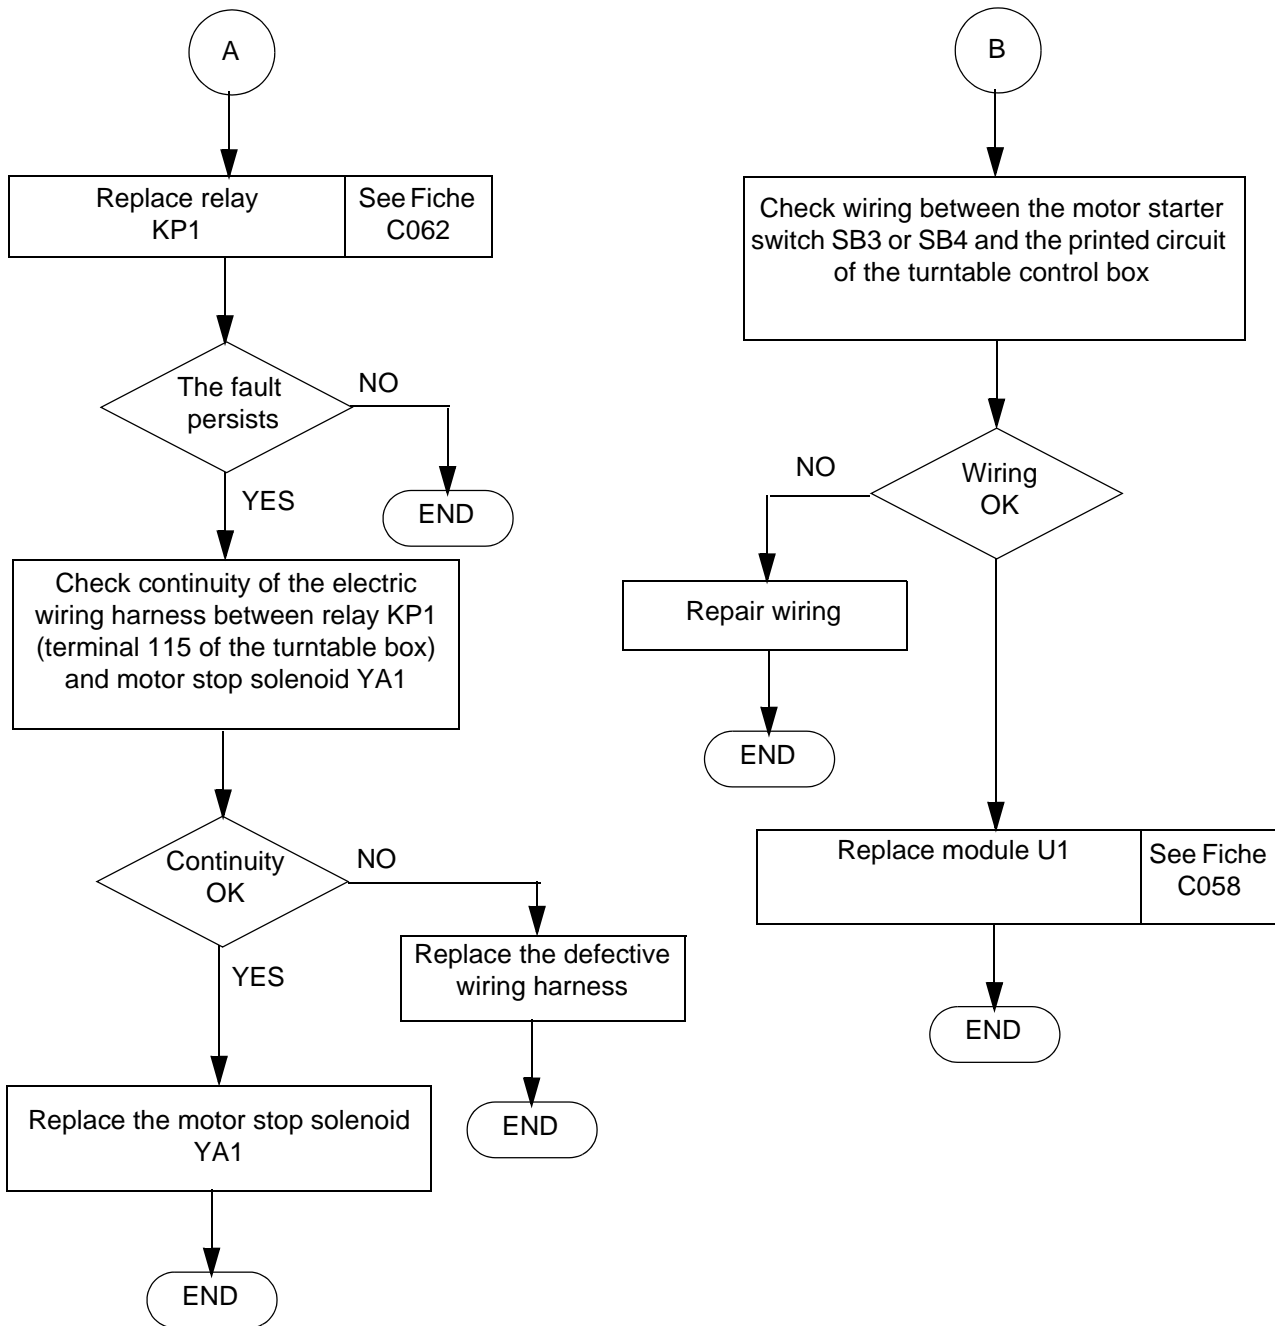 A
Replace relay
KP1
See Fiche
C062
The fault
persists
NO
END
YES
Check continuity of the electric
wiring harness between relay KP1
(terminal 115 of the turntable box)
and motor stop solenoid YA1
Continuity
OK
NO
Replace the defective
wiring harness
END
YES
Replace the motor stop solenoid
YA1
END
B
Check wiring between the motor starter
switch SB3 or SB4 and the printed circuit
of the turntable control box
Wiring
OK
NO
Repair wiring
END
Replace module U1
See Fiche
C058
END